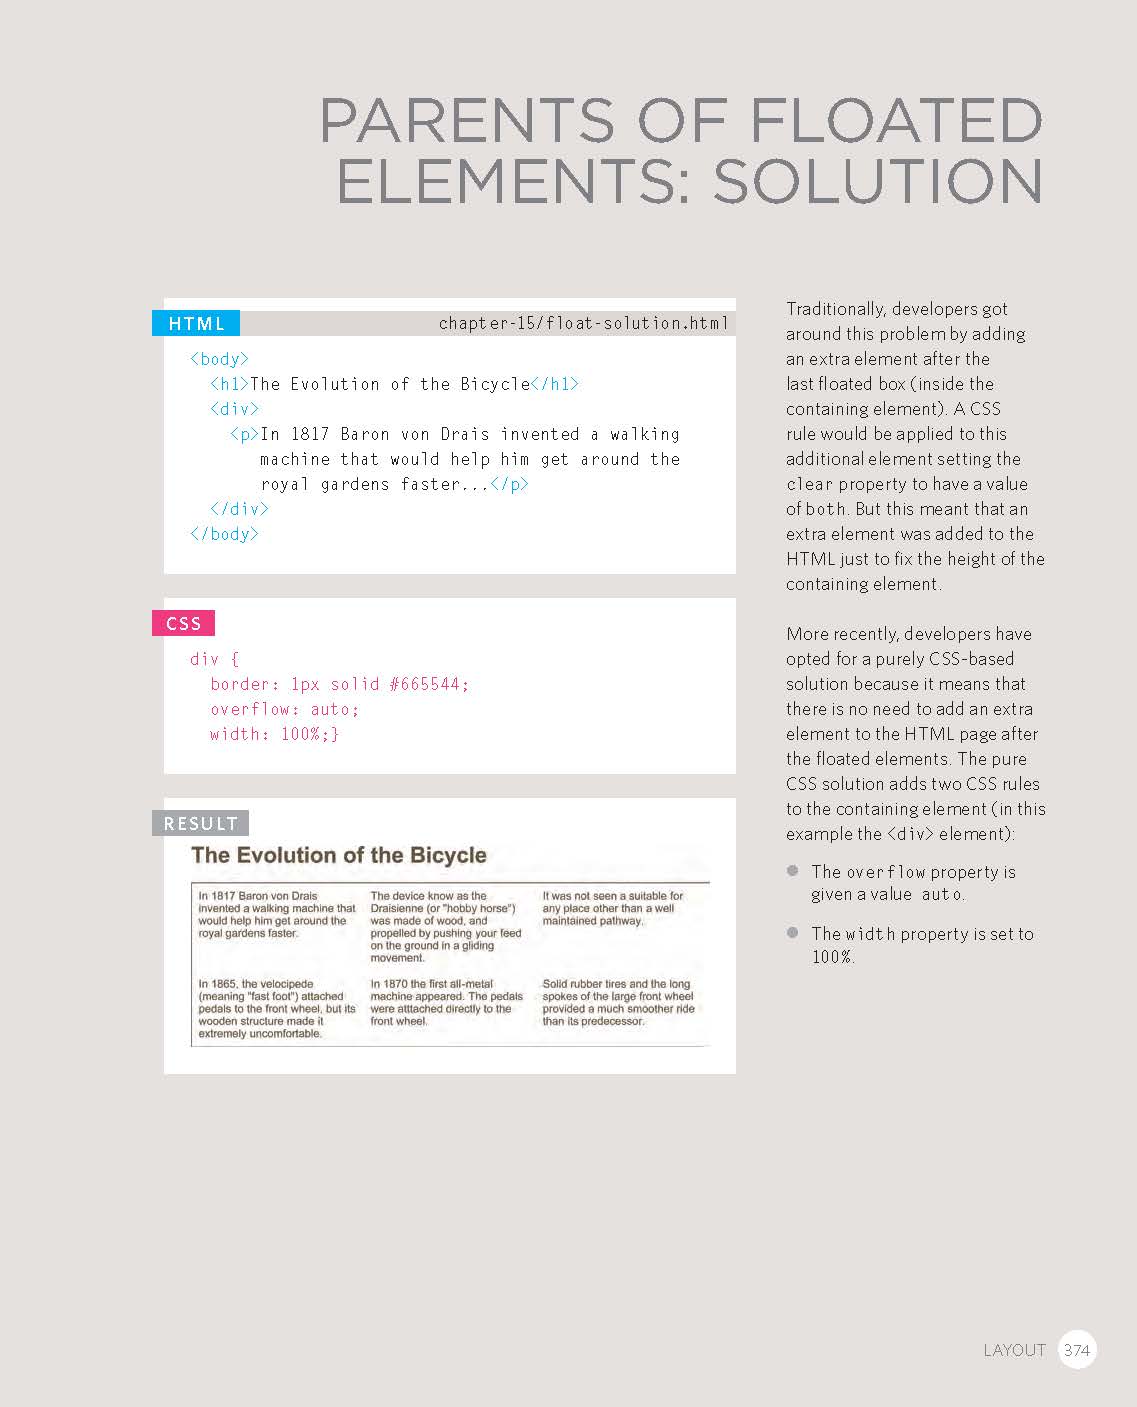 PARENTS OF FLOATED
ELEMENTS: SOLUTION
HTML
chapter-15/float-solution.html
<body>
<h1>The Evolution of the Bicycle</h1>
<div>
<p>In 1817 Baron von Drais invented a walking
machine that would help him get around the
royal gardens faster...</p>
</div>
</body>
CSS
div {
border: 1px solid #665544;
overflow: auto;
width: 100%;}
RESULT
The Evolution of the Bicycle
In 1817 Baron von Drais
invented a walking machine that
would help him get around the
royal gardens faster.
The device know as the
Draisienne (or "hobby horse")
was made of wood, and
propelled by pushing your feed
on the ground in a gliding
movement.
It was not seen a suitable for
any place other than a well
maintained pathway.
In 1865, the velocipede
(meaning "fast foot") attached
pedals to the front wheel, but its
wooden structure made it
extremely uncomfortable.
In 1870 the first all-metal
machine appeared. The pedals
were atttached directly to the
front wheel.
Solid rubber tires and the long
spokes of the large front wheel
provided a much smoother ride
than its predecessor.
Traditionally, developers got
around this problem by adding
an extra element after the
last floated box (inside the
containing element). A CSS
rule would be applied to this
additional element setting the
clear property to have a value
of both. But this meant that an
extra element was added to the
HTML just to fix the height of the
containing element.
More recently, developers have
opted for a purely CSS-based
solution because it means that
there is no need to add an extra
element to the HTML page after
the floated elements. The pure
CSS solution adds two CSS rules
to the containing element (in this
example the <div> element):
● The overflow property is
given a value auto.
● The width property is set to
100%.
LAYOUT 374